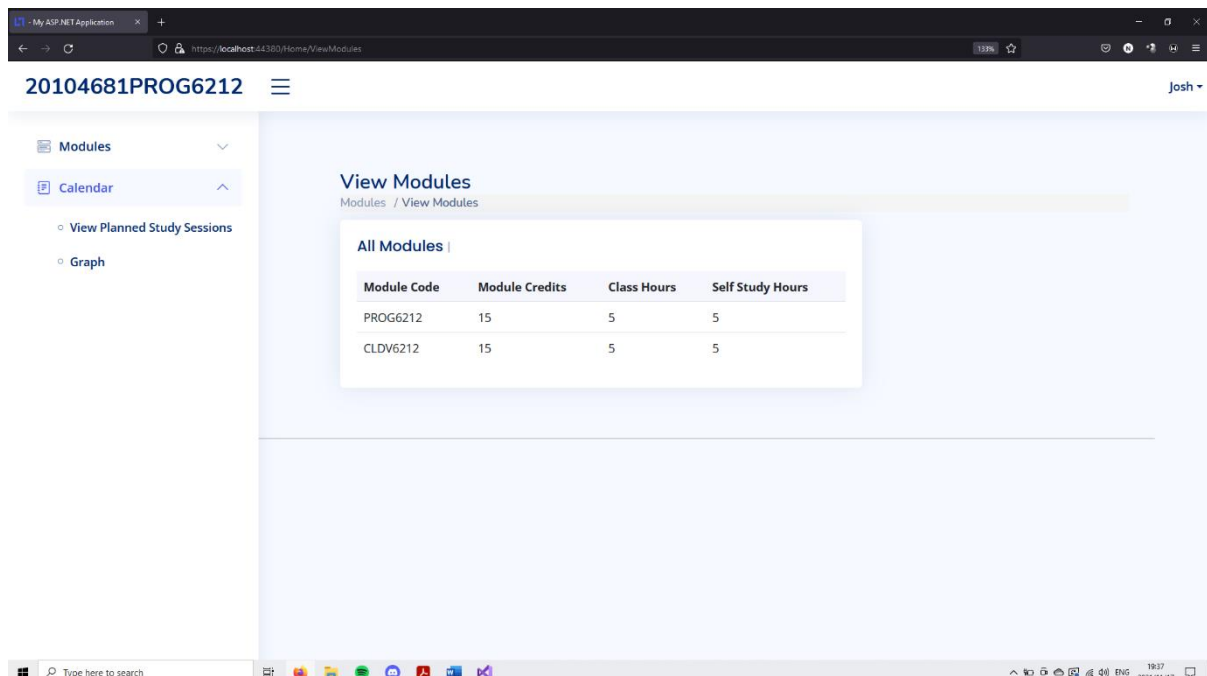 - My ASP.NET Application
https://localhost:44380/Home/ViewModules 133%
20104681PROG6212 Josh
Modules
Calendar
View Planned Study Sessions
Graph
View Modules
Modules / View Modules
All Modules |
Module Code Module Credits Class Hours Self Study Hours
PROG6212 15 5 5
CLDV6212 15 5 5
Type here to search ENG 19:37